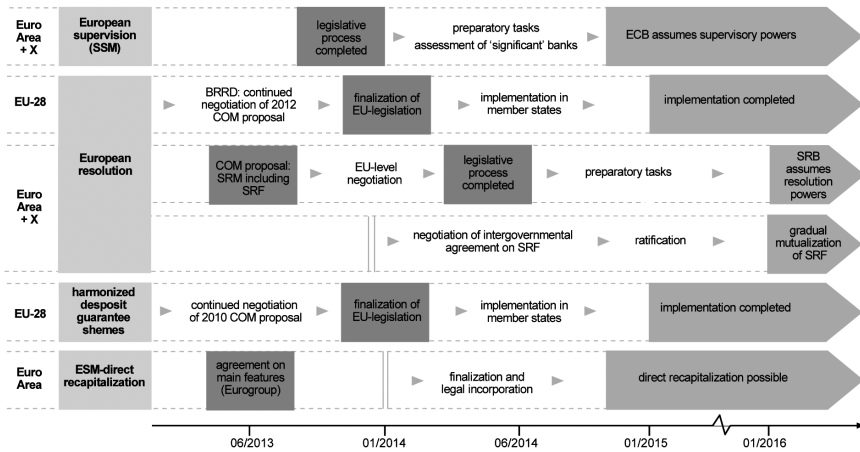 Euro
Area
+ X
European
supervision
(SSM)
legislative
process
completed
preparatory tasks
assessment of ‘significant’ banks
ECB assumes supervisory powers
EU-28
European
resolution
BRRD: continued
negotiation of 2012
COM proposal
finalization of
EU-legislation
implementation in
member states
implementation completed
Euro
Area
+ X
COM proposal:
SRM including
SRF
EU-level
negotiation
legislative
process
completed
preparatory tasks
SRB
assumes
resolution
powers
negotiation of intergovernmental
agreement on SRF
ratification
gradual
mutualization
of SRF
EU-28
harmonized
desposit
guarantee
shemes
continued negotiation
of 2010 COM proposal
finalization of
EU-legislation
implementation in
member states
implementation completed
Euro
Area
ESM-direct
recapitalization
agreement on
main features
(Eurogroup)
finalization and
legal incorporation
direct recapitalization possible
06/2013
01/2014
06/2014
01/2015
01/2016